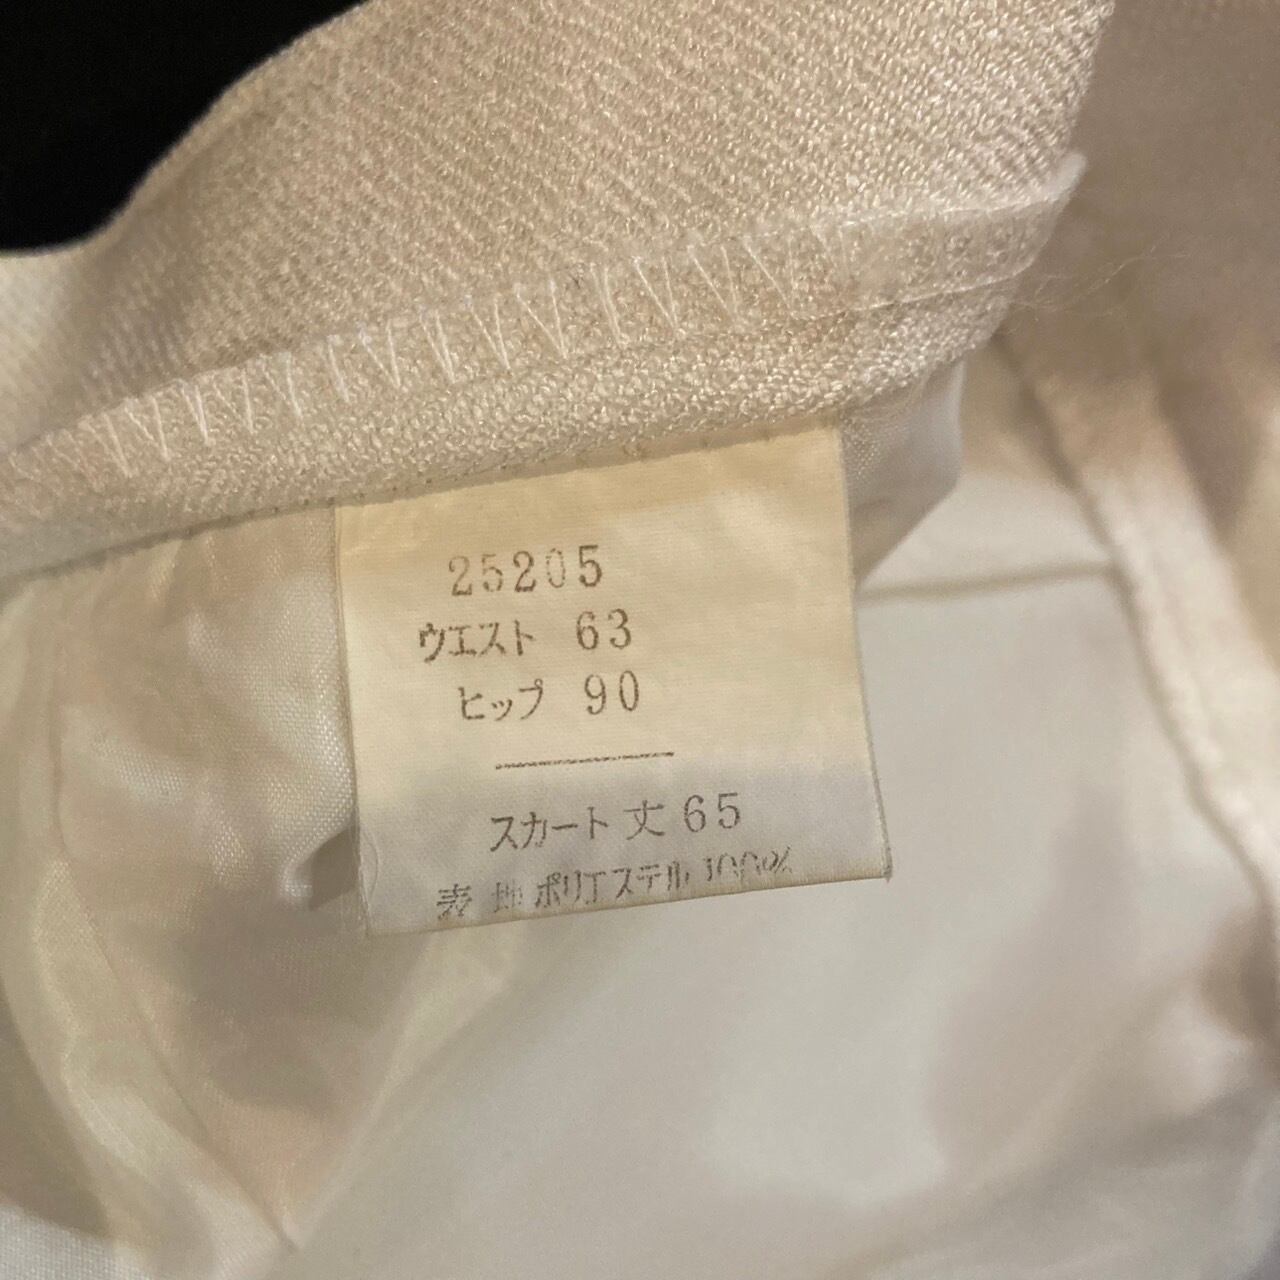 25205
ウエスト 63
ヒップ 90
スカート丈 65
表 地 ポリエステル 100%